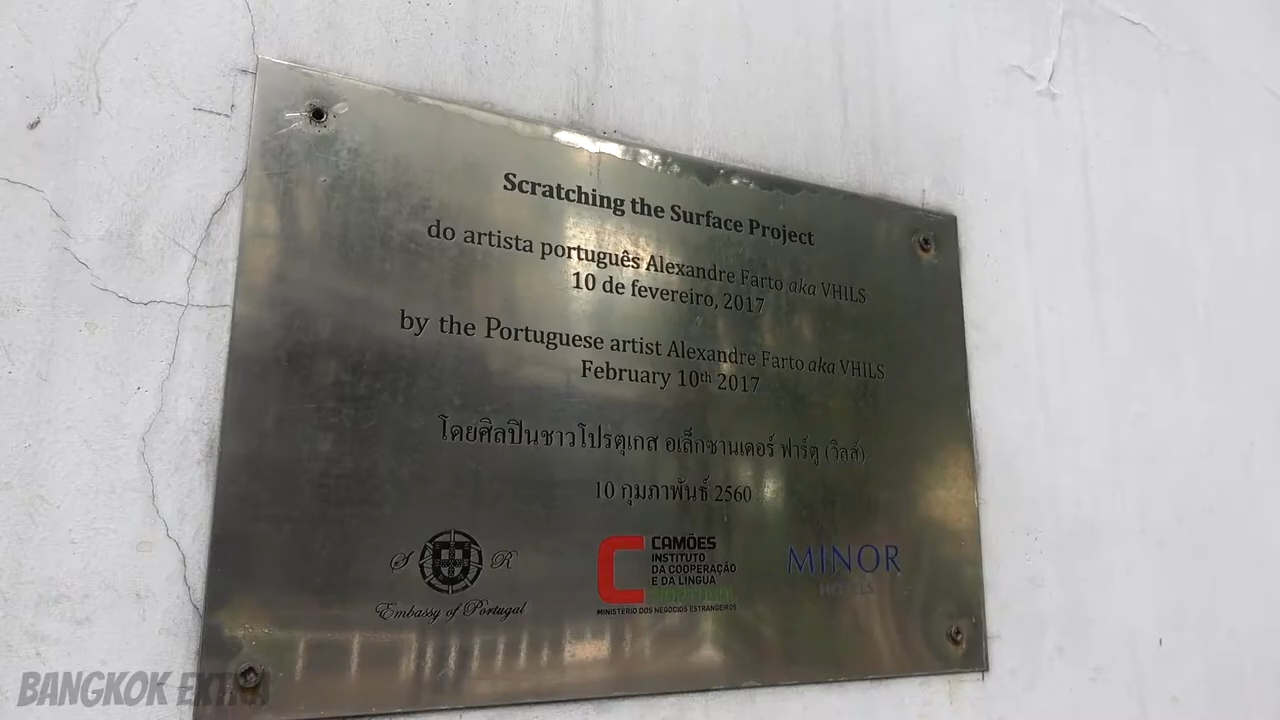 Scratching the Surface Project
do artista português Alexandre Farto aka VHILS
10 de fevereiro, 2017
by the Portuguese artist Alexandre Farto aka VHILS
February 10th 2017
โดยศิลปินชาวโปรตุเกส อเล็กซานเดอร์ ฟาร์ตู (วิลส์)
10 กุมภาพันธ์ 2560
S R
Embassy of Portugal
CAMÕES
INSTITUTO
DA COOPERAÇÃO
E DA LÍNGUA
PORTUGAL
MINISTÉRIO DOS NEGÓCIOS ESTRANGEIROS
MINOR
HOTELS
BANGKOK EXTRA